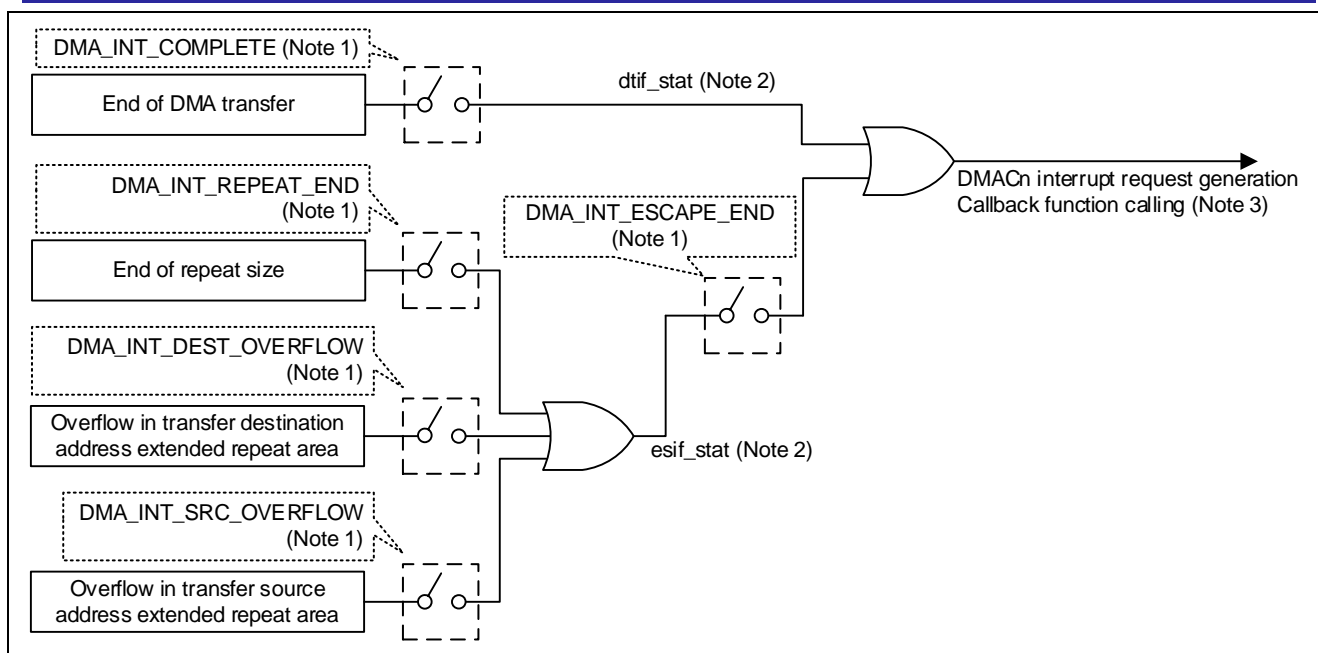 DMA_INT_COMPLETE (Note 1)
End of DMA transfer
dtif_stat (Note 2)
DMA_INT_REPEAT_END
(Note 1)
End of repeat size
DMA_INT_ESCAPE_END
(Note 1)
DMACn interrupt request generation
Callback function calling (Note 3)
DMA_INT_DEST_OVERFLOW
(Note 1)
Overflow in transfer destination
address extended repeat area
esif_stat (Note 2)
DMA_INT_SRC_OVERFLOW
(Note 1)
Overflow in transfer source
address extended repeat area